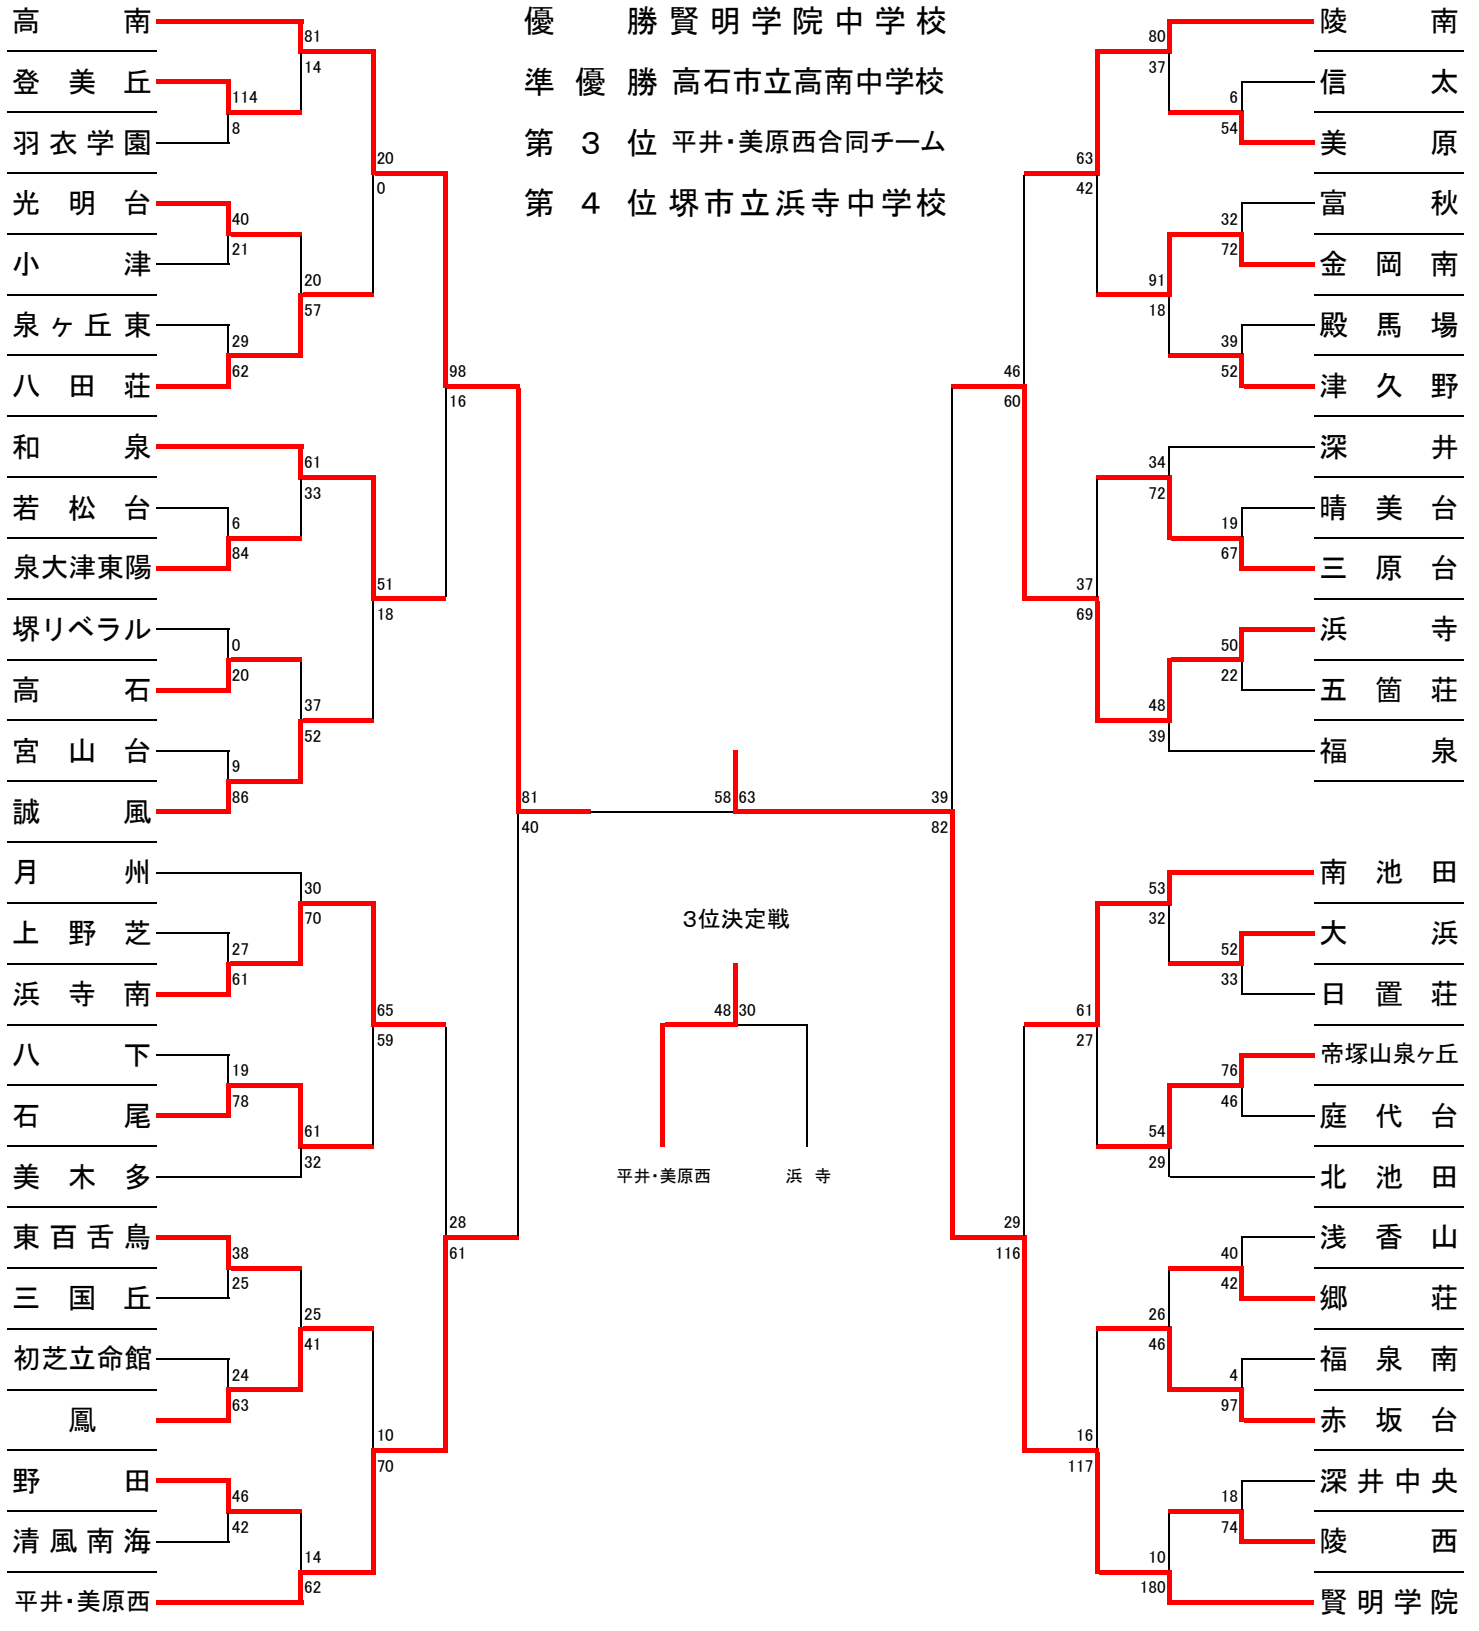 優勝 賢明学院中学校
準優勝 高石市立高南中学校
第3位 平井・美原西合同チーム
第4位 堺市立浜寺中学校
高南
81
14
登美丘
114
8
羽衣学園
20
0
光明台
40
21
小津
20
57
泉ヶ丘東
29
62
八田荘
98
16
和泉
61
33
若松台
6
84
泉大津東陽
51
18
堺リベラル
0
20
高石
37
52
宮山台
9
86
誠風
81
40
月州
30
70
上野芝
27
61
浜寺南
65
59
八下
19
78
石尾
61
32
美木多
28
61
東百舌鳥
38
25
三国丘
25
41
初芝立命館
24
63
鳳
10
70
野田
46
42
清風南海
14
62
平井・美原西
58 63
3位決定戦
48 30
平井・美原西 浜寺
陵南
80
37
信太
6
54
美原
63
42
富秋
32
72
金岡南
91
18
殿馬場
39
52
津久野
46
60
深井
34
72
晴美台
19
67
三原台
37
69
浜寺
50
22
五箇荘
48
39
福泉
39
82
南池田
53
32
大浜
52
33
日置荘
61
27
帝塚山泉ヶ丘
76
46
庭代台
54
29
北池田
29
116
浅香山
40
42
郷荘
26
46
福泉南
4
97
赤坂台
16
117
深井中央
18
74
陵西
10
180
賢明学院